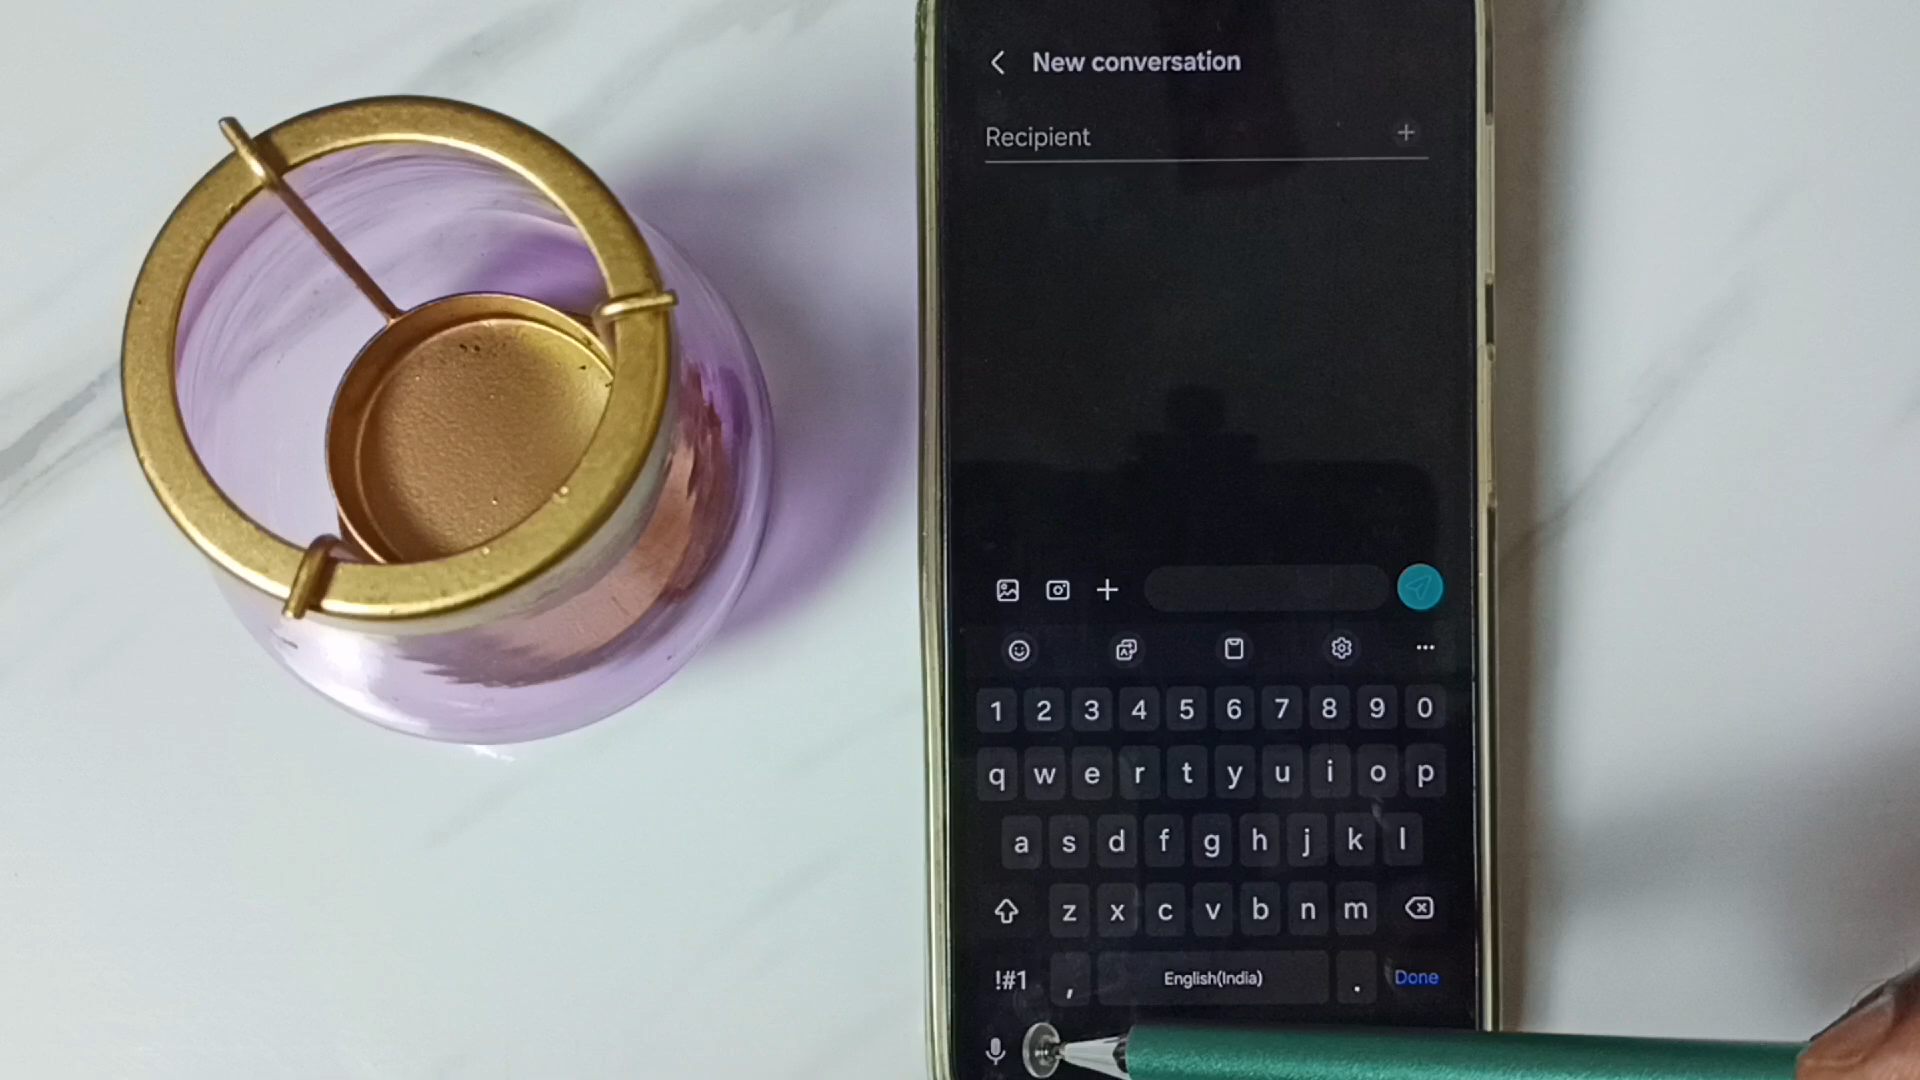 New conversation
Recipient
1 2 3 4 5 6 7 8 9 0
q w e r t y u i o p
a s d f g h j k l
z x c v b n m
!#1 , English(India) . Done